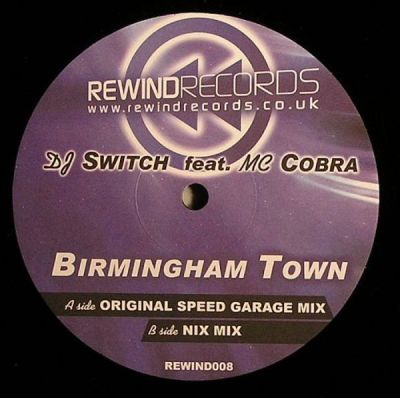 REWINDRECORDS
www.rewindrecords.co.uk
DJ SWITCH feat. MC COBRA
BIRMINGHAM TOWN
A side ORIGINAL SPEED GARAGE MIX
B side NIX MIX
REWIND008